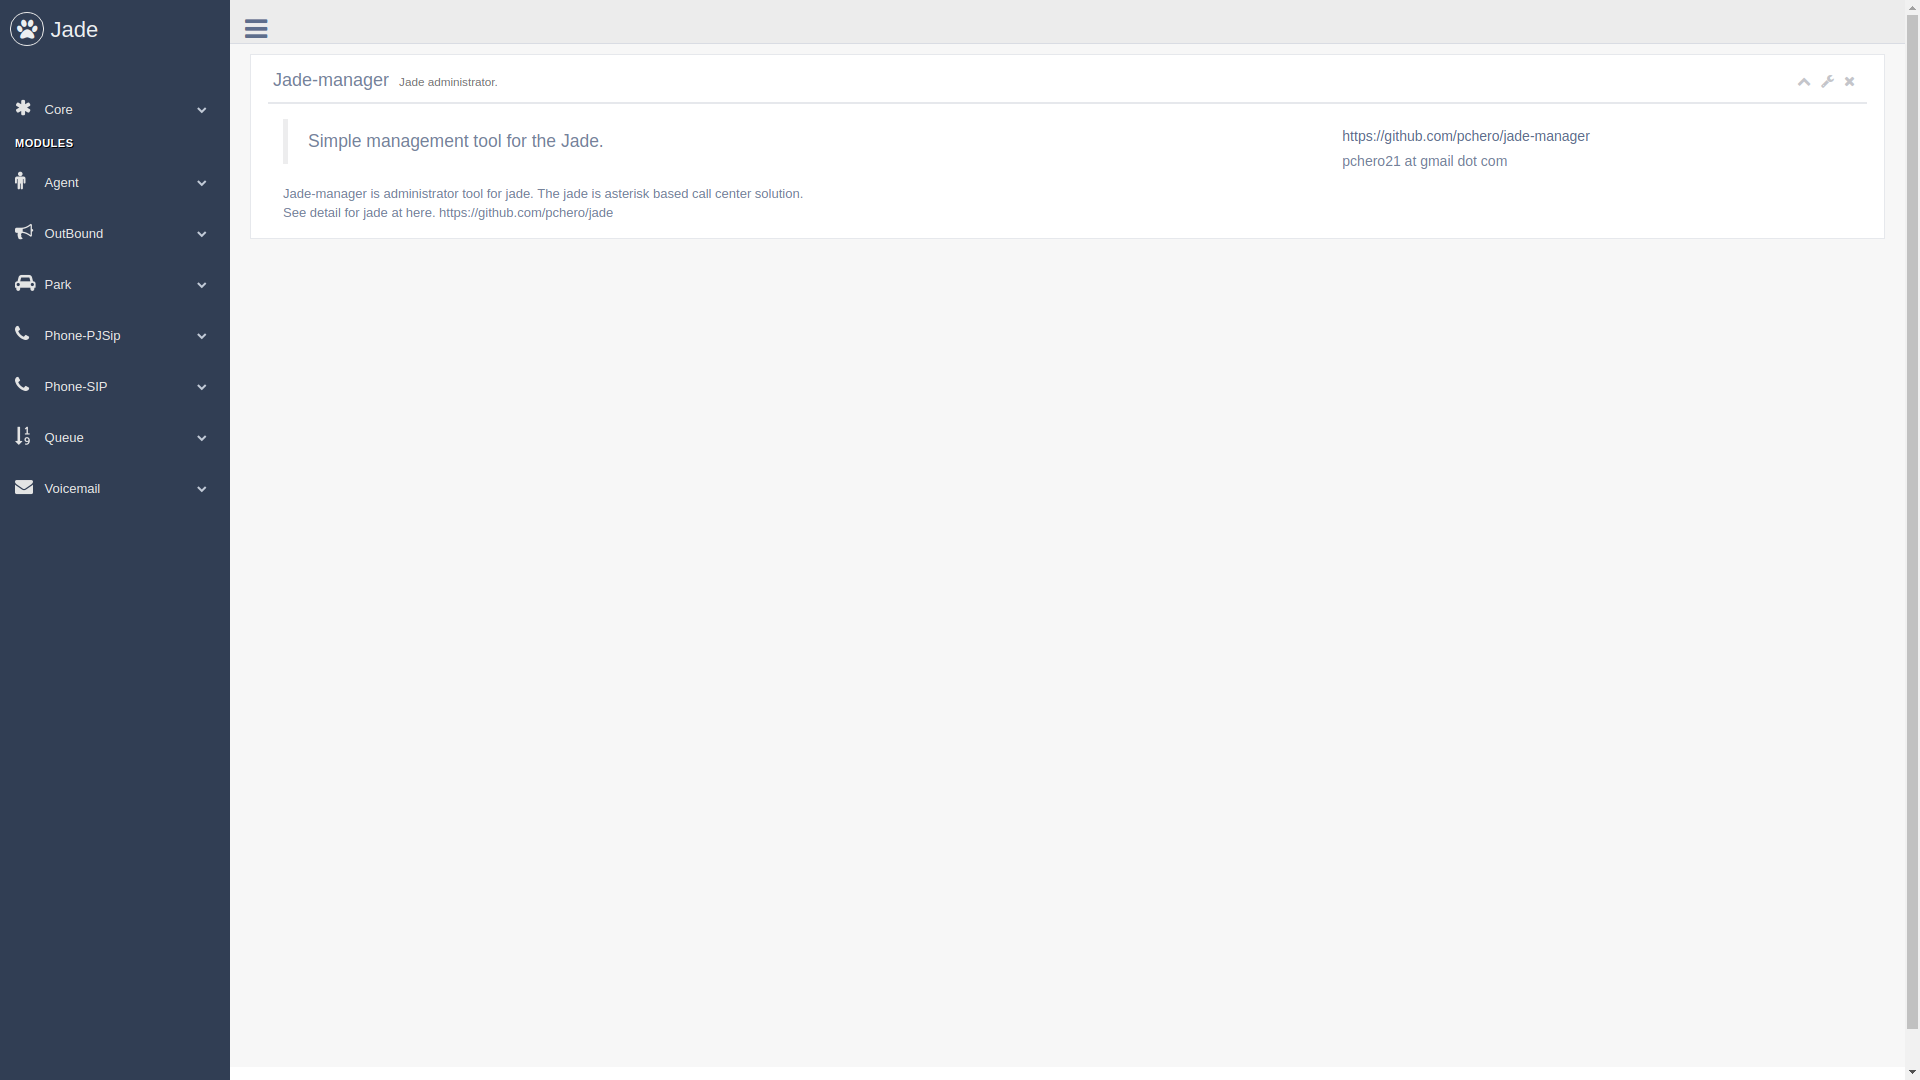 Jade
Core
MODULES
Agent
OutBound
Park
Phone-PJSip
Phone-SIP
Queue
Voicemail
Jade-manager Jade administrator.
Simple management tool for the Jade.
Jade-manager is administrator tool for jade. The jade is asterisk based call center solution.
See detail for jade at here. https://github.com/pchero/jade
https://github.com/pchero/jade-manager
pchero21 at gmail dot com